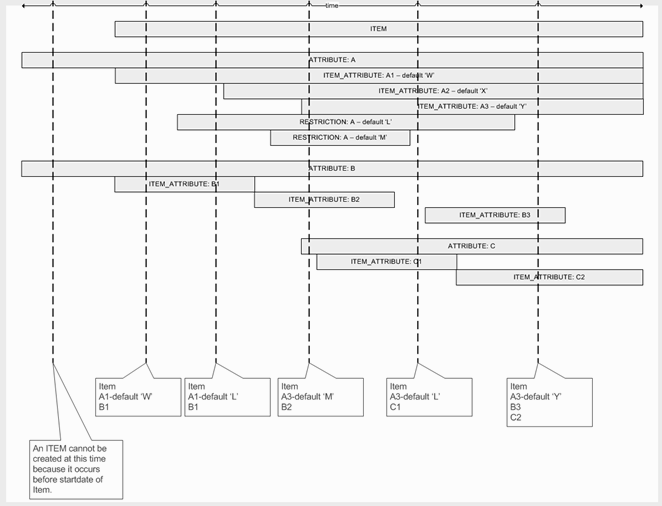 time
ITEM
ATTRIBUTE: A
ITEM_ATTRIBUTE: A1 – default 'W'
ITEM_ATTRIBUTE: A2 – default 'X'
ITEM_ATTRIBUTE: A3 – default 'Y'
RESTRICTION: A – default 'L'
RESTRICTION: A – default 'M'
ATTRIBUTE: B
ITEM_ATTRIBUTE: B1
ITEM_ATTRIBUTE: B2
ITEM_ATTRIBUTE: B3
ATTRIBUTE: C
ITEM_ATTRIBUTE: C1
ITEM_ATTRIBUTE: C2
Item
A1-default 'W'
B1
Item
A1-default 'L'
B1
Item
A3-default 'M'
B2
Item
A3-default 'L'
C1
Item
A3-default 'Y'
B3
C2
An ITEM cannot be
created at this time
because it occurs
before startdate of
Item.